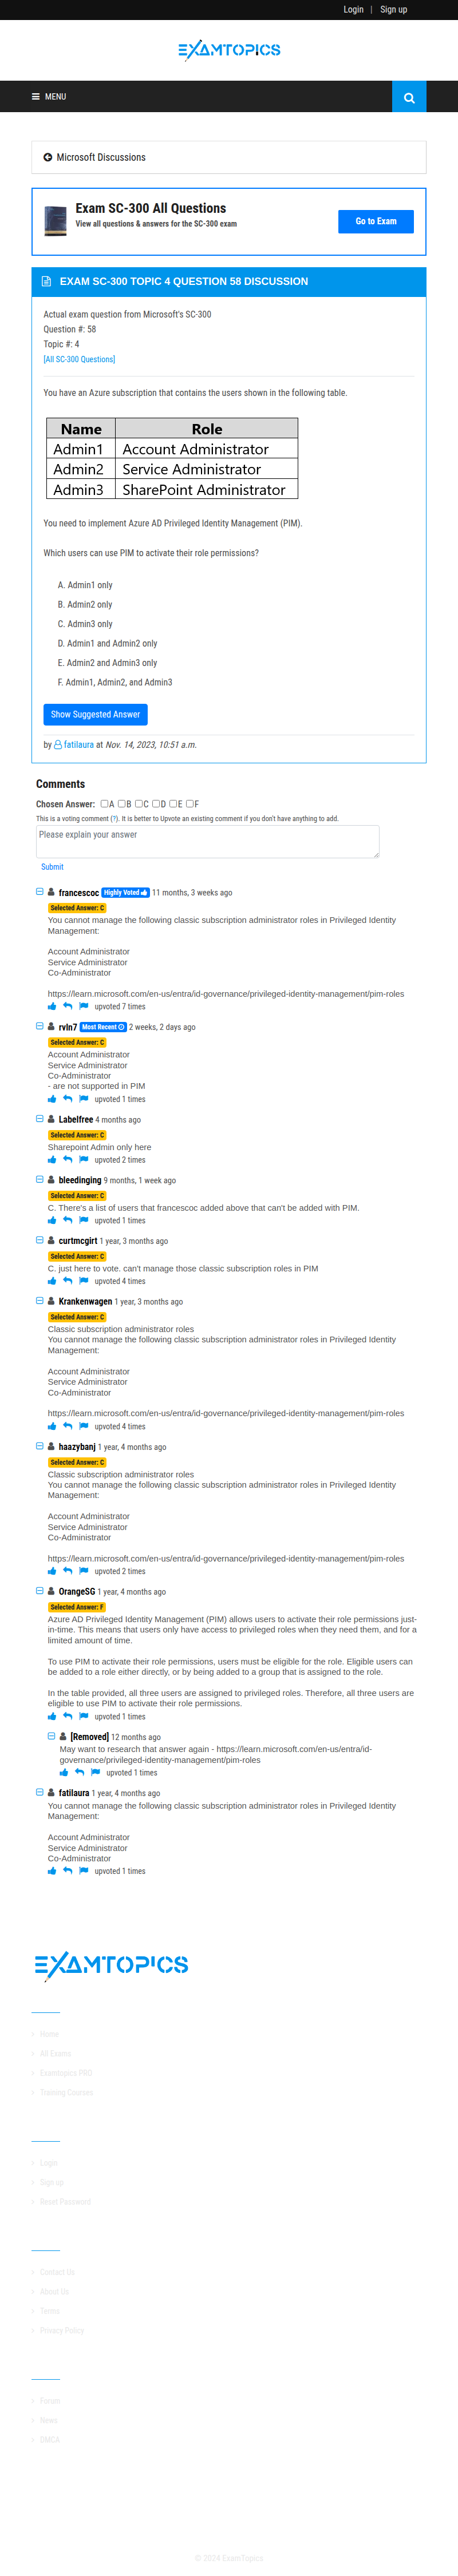 Login | Sign up
EXAMTOPICS
MENU
Microsoft Discussions
Exam SC-300 All Questions
View all questions & answers for the SC-300 exam
Go to Exam
EXAM SC-300 TOPIC 4 QUESTION 58 DISCUSSION
Actual exam question from Microsoft's SC-300
Question #: 58
Topic #: 4
[All SC-300 Questions]
You have an Azure subscription that contains the users shown in the following table.
Name Role
Admin1 Account Administrator
Admin2 Service Administrator
Admin3 SharePoint Administrator
You need to implement Azure AD Privileged Identity Management (PIM).
Which users can use PIM to activate their role permissions?
A. Admin1 only
B. Admin2 only
C. Admin3 only
D. Admin1 and Admin2 only
E. Admin2 and Admin3 only
F. Admin1, Admin2, and Admin3
Show Suggested Answer
by fatilaura at Nov. 14, 2023, 10:51 a.m.
Comments
Chosen Answer: A B C D E F
This is a voting comment (?). It is better to Upvote an existing comment if you don't have anything to add.
Please explain your answer
Submit
francescoc Highly Voted 11 months, 3 weeks ago
Selected Answer: C
You cannot manage the following classic subscription administrator roles in Privileged Identity
Management:
Account Administrator
Service Administrator
Co-Administrator
https://learn.microsoft.com/en-us/entra/id-governance/privileged-identity-management/pim-roles
upvoted 7 times
rvln7 Most Recent 2 weeks, 2 days ago
Selected Answer: C
Account Administrator
Service Administrator
Co-Administrator
- are not supported in PIM
upvoted 1 times
Labelfree 4 months ago
Selected Answer: C
Sharepoint Admin only here
upvoted 2 times
bleedinging 9 months, 1 week ago
Selected Answer: C
C. There's a list of users that francescoc added above that can't be added with PIM.
upvoted 1 times
curtmcgirt 1 year, 3 months ago
Selected Answer: C
C. just here to vote. can't manage those classic subscription roles in PIM
upvoted 4 times
Krankenwagen 1 year, 3 months ago
Selected Answer: C
Classic subscription administrator roles
You cannot manage the following classic subscription administrator roles in Privileged Identity
Management:
Account Administrator
Service Administrator
Co-Administrator
https://learn.microsoft.com/en-us/entra/id-governance/privileged-identity-management/pim-roles
upvoted 4 times
haazybanj 1 year, 4 months ago
Selected Answer: C
Classic subscription administrator roles
You cannot manage the following classic subscription administrator roles in Privileged Identity
Management:
Account Administrator
Service Administrator
Co-Administrator
https://learn.microsoft.com/en-us/entra/id-governance/privileged-identity-management/pim-roles
upvoted 2 times
OrangeSG 1 year, 4 months ago
Selected Answer: F
Azure AD Privileged Identity Management (PIM) allows users to activate their role permissions just-
in-time. This means that users only have access to privileged roles when they need them, and for a
limited amount of time.
To use PIM to activate their role permissions, users must be eligible for the role. Eligible users can
be added to a role either directly, or by being added to a group that is assigned to the role.
In the table provided, all three users are assigned to privileged roles. Therefore, all three users are
eligible to use PIM to activate their role permissions.
upvoted 1 times
[Removed] 12 months ago
May want to research that answer again - https://learn.microsoft.com/en-us/entra/id-
governance/privileged-identity-management/pim-roles
upvoted 1 times
fatilaura 1 year, 4 months ago
You cannot manage the following classic subscription administrator roles in Privileged Identity
Management:
Account Administrator
Service Administrator
Co-Administrator
upvoted 1 times
EXAMTOPICS
Home
All Exams
Examtopics PRO
Training Courses
Login
Sign up
Reset Password
Contact Us
About Us
Terms
Privacy Policy
Forum
News
DMCA
© 2024 ExamTopics